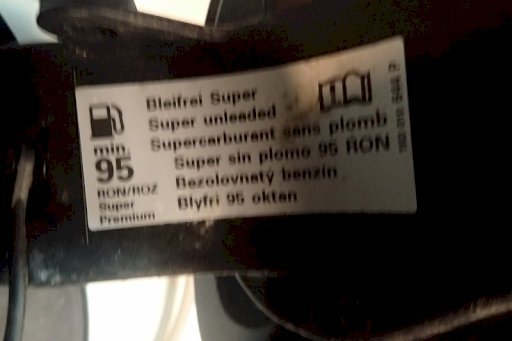 Bleifrei Super
Super unleaded
Supercarburant sans plomb
Super sin plomo 95 RON
Bezolovnatý benzín
Blyfri 95 oktan
min
95
RON/ROZ
Super
Premium